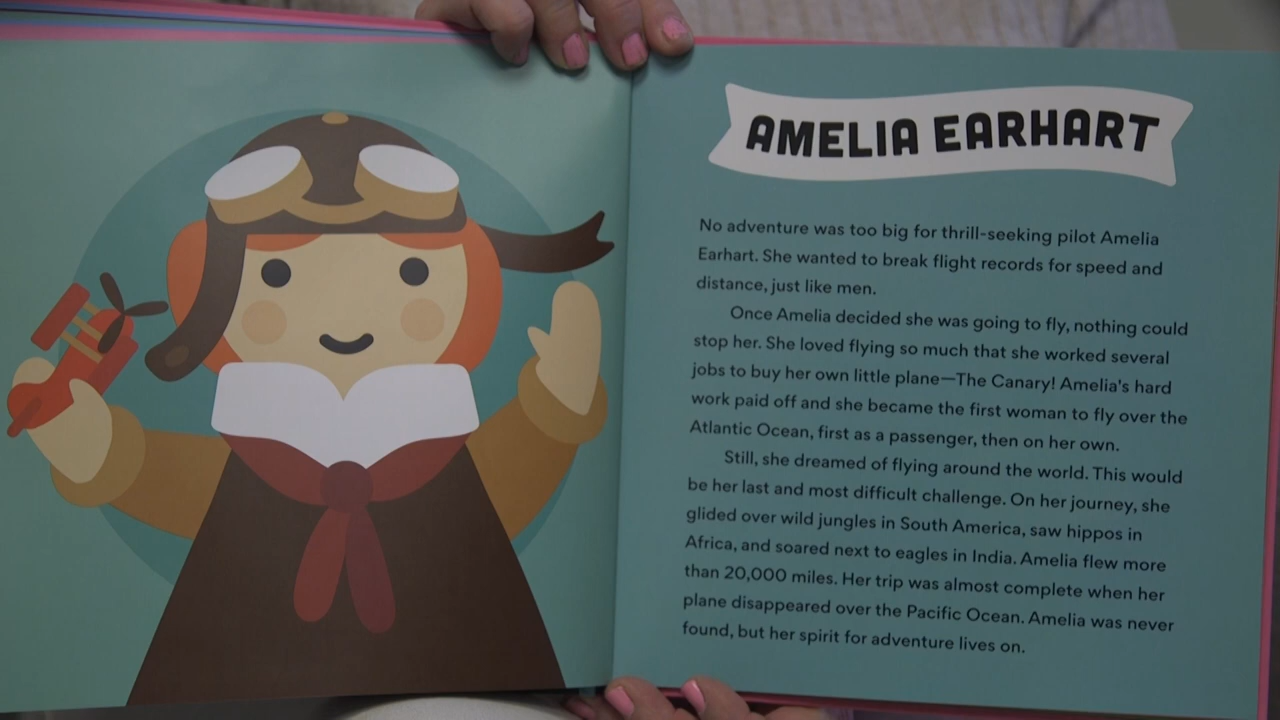 AMELIA EARHART
No adventure was too big for thrill-seeking pilot Amelia
Earhart. She wanted to break flight records for speed and
distance, just like men.
Once Amelia decided she was going to fly, nothing could
stop her. She loved flying so much that she worked several
jobs to buy her own little plane—The Canary! Amelia's hard
work paid off and she became the first woman to fly over the
Atlantic Ocean, first as a passenger, then on her own.
Still, she dreamed of flying around the world. This would
be her last and most difficult challenge. On her journey, she
glided over wild jungles in South America, saw hippos in
Africa, and soared next to eagles in India. Amelia flew more
than 20,000 miles. Her trip was almost complete when her
plane disappeared over the Pacific Ocean. Amelia was never
found, but her spirit for adventure lives on.